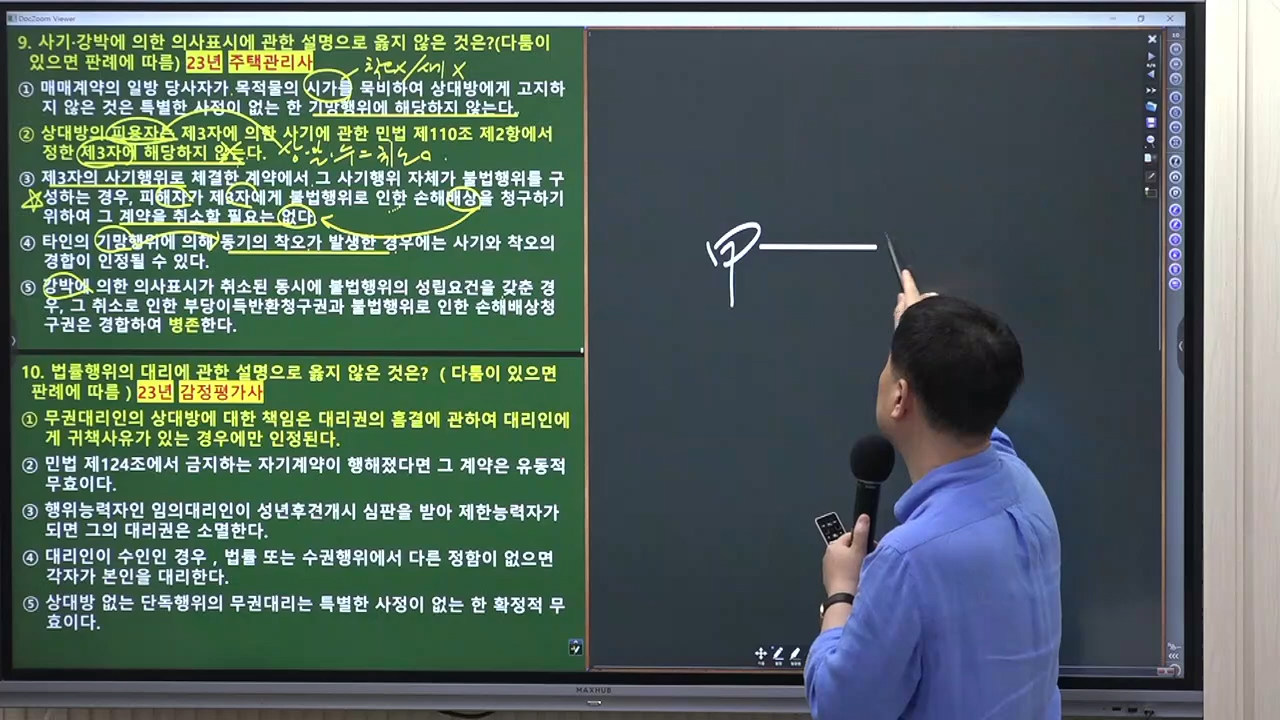 DocZoom Viewer
9. 사기·강박에 의한 의사표시에 관한 설명으로 옳지 않은 것은?(다툼이
있으면 판례에 따름) 23년 주택관리사
① 매매계약의 일방 당사자가 목적물의 시가를 묵비하여 상대방에게 고지하
지 않은 것은 특별한 사정이 없는 한 기망행위에 해당하지 않는다.
② 상대방의 피용자는 제3자에 의한 사기에 관한 민법 제110조 제2항에서
정한 제3자에 해당하지 않는다.
③ 제3자의 사기행위로 체결한 계약에서 그 사기행위 자체가 불법행위를 구
성하는 경우, 피해자가 제3자에게 불법행위로 인한 손해배상을 청구하기
위하여 그 계약을 취소할 필요는 없다
④ 타인의 기망행위에 의해 동기의 착오가 발생한 경우에는 사기와 착오의
경합이 인정될 수 있다.
⑤ 강박에 의한 의사표시가 취소된 동시에 불법행위의 성립요건을 갖춘 경
우, 그 취소로 인한 부당이득반환청구권과 불법행위로 인한 손해배상청
구권은 경합하여 병존한다.
10. 법률행위의 대리에 관한 설명으로 옳지 않은 것은? ( 다툼이 있으면
판례에 따름 ) 23년 감정평가사
① 무권대리인의 상대방에 대한 책임은 대리권의 흠결에 관하여 대리인에
게 귀책사유가 있는 경우에만 인정된다.
② 민법 제124조에서 금지하는 자기계약이 행해졌다면 그 계약은 유동적
무효이다.
③ 행위능력자인 임의대리인이 성년후견개시 심판을 받아 제한능력자가
되면 그의 대리권은 소멸한다.
④ 대리인이 수인인 경우 , 법률 또는 수권행위에서 다른 정함이 없으면
각자가 본인을 대리한다.
⑤ 상대방 없는 단독행위의 무권대리는 특별한 사정이 없는 한 확정적 무
효이다.
甲
MAXHUB